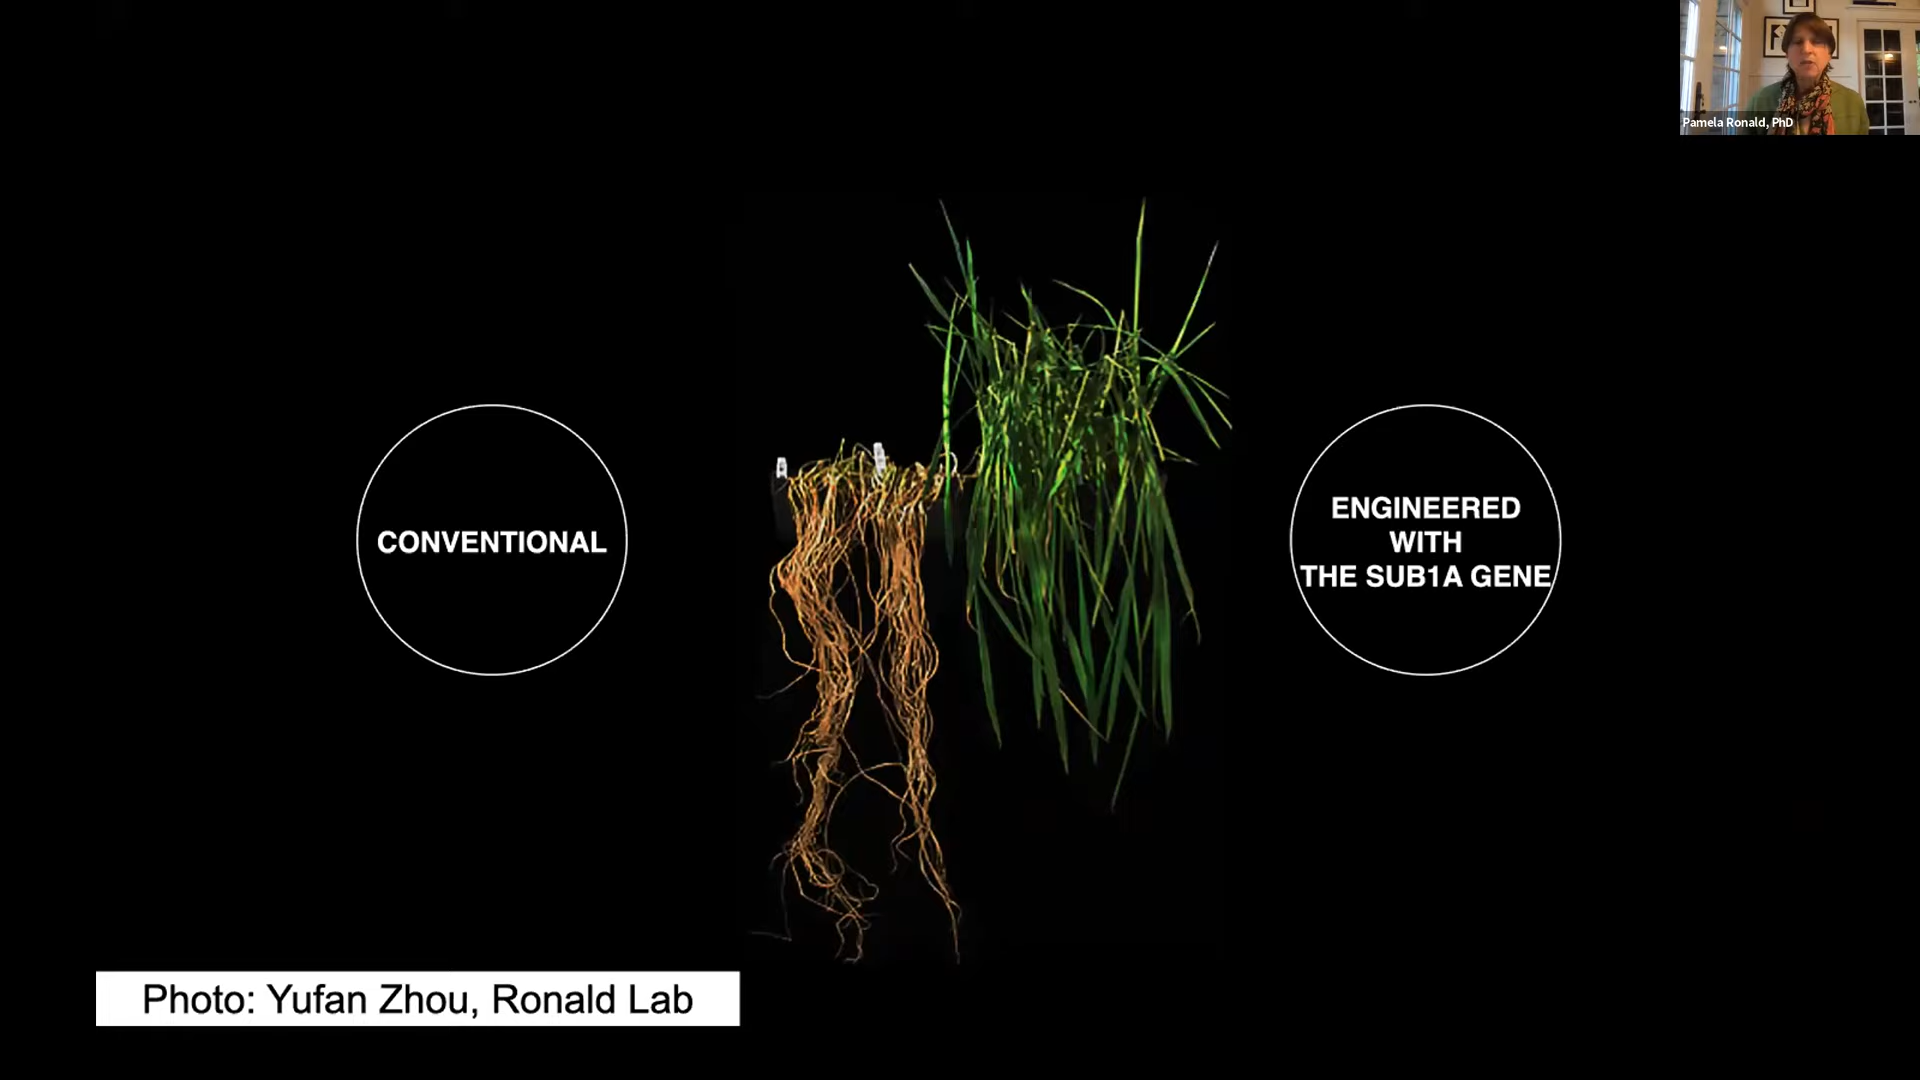 Pamela Ronald, PhD
CONVENTIONAL
ENGINEERED
WITH
THE SUB1A GENE
Photo: Yufan Zhou, Ronald Lab